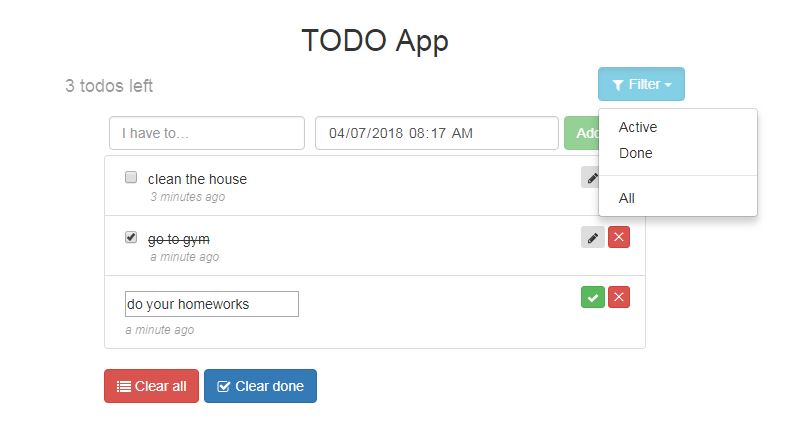 TODO App
3 todos left
Filter
Active
Done
All
I have to...
04/07/2018 08:17 AM
clean the house
3 minutes ago
go to gym
a minute ago
do your homeworks
a minute ago
Clear all
Clear done